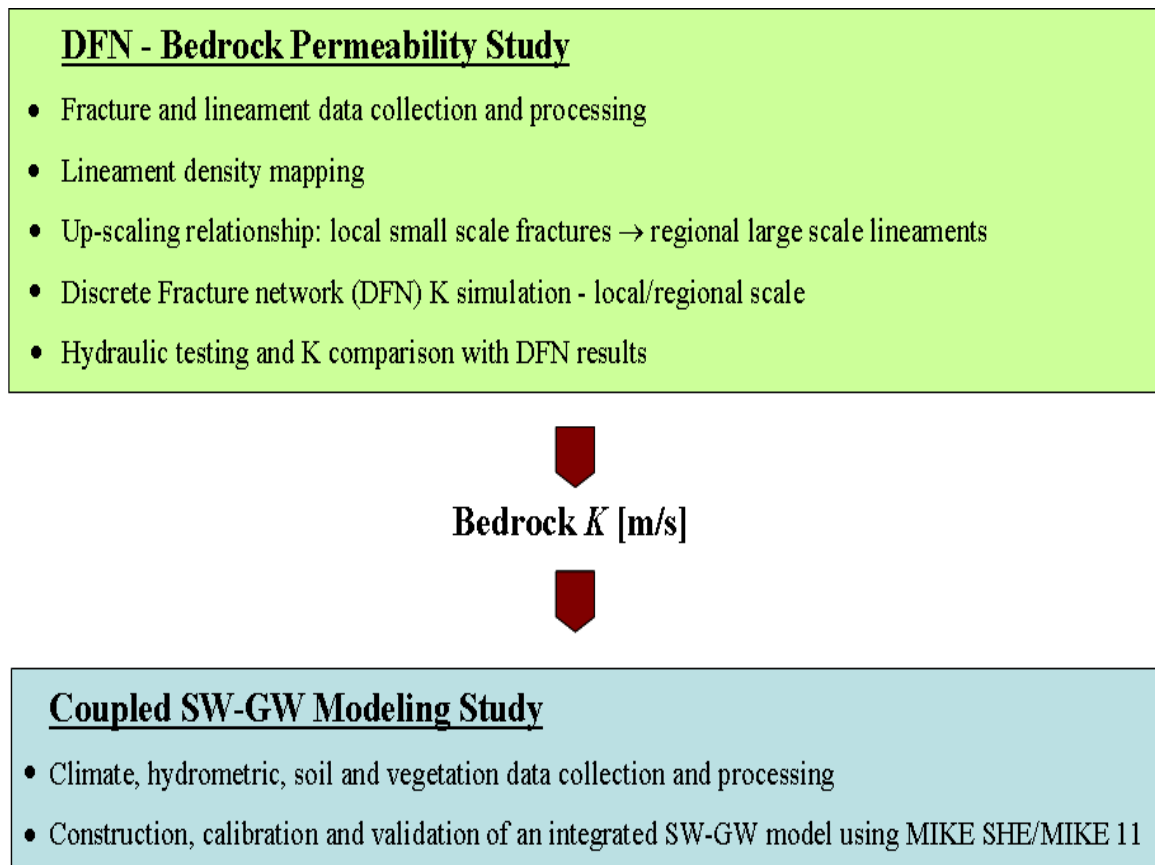 DFN - Bedrock Permeability Study
• Fracture and lineament data collection and processing
• Lineament density mapping
• Up-scaling relationship: local small scale fractures → regional large scale lineaments
• Discrete Fracture network (DFN) K simulation - local/regional scale
• Hydraulic testing and K comparison with DFN results
Bedrock K [m/s]
Coupled SW-GW Modeling Study
• Climate, hydrometric, soil and vegetation data collection and processing
• Construction, calibration and validation of an integrated SW-GW model using MIKE SHE/MIKE 11